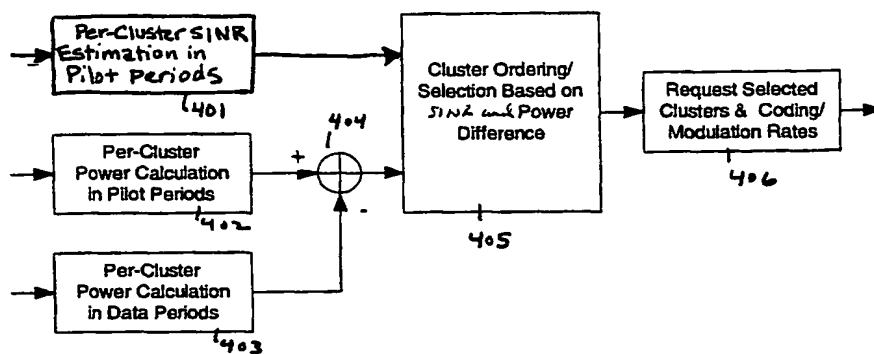 Per-Cluster SINR
Estimation in
Pilot Periods
401
Per-Cluster
Power Calculation
in Pilot Periods
402
Per-Cluster
Power Calculation
in Data Periods
403
404
+
-
Cluster Ordering/
Selection Based on
SINR and Power
Difference
405
Request Selected
Clusters & Coding/
Modulation Rates
406